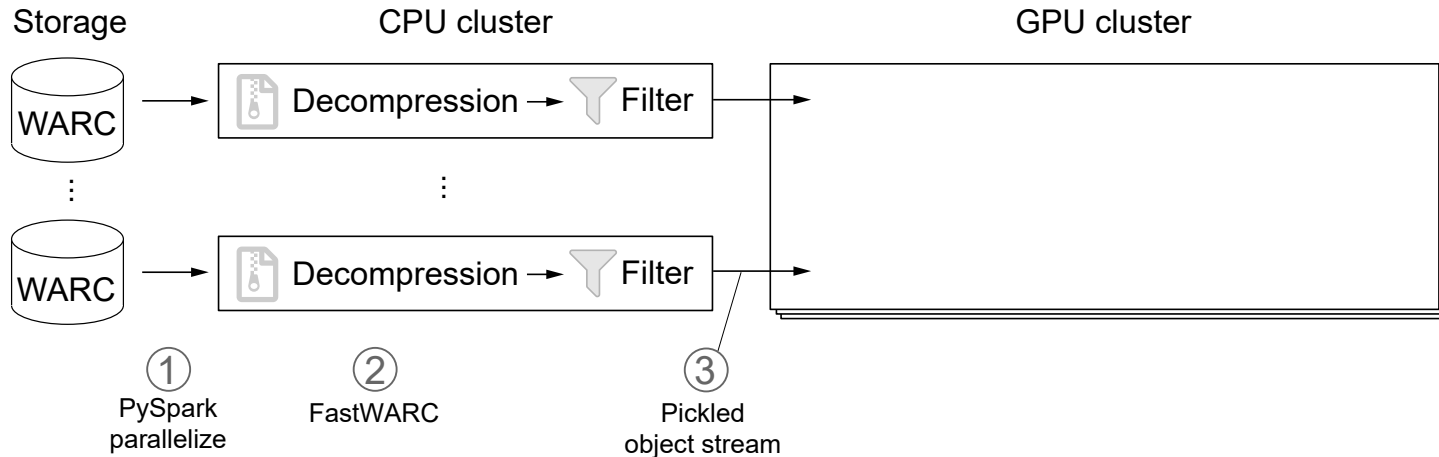 Storage
CPU cluster
GPU cluster
WARC
Decompression
Filter
⋮
⋮
WARC
Decompression
Filter
1
PySpark
parallelize
2
FastWARC
3
Pickled
object stream